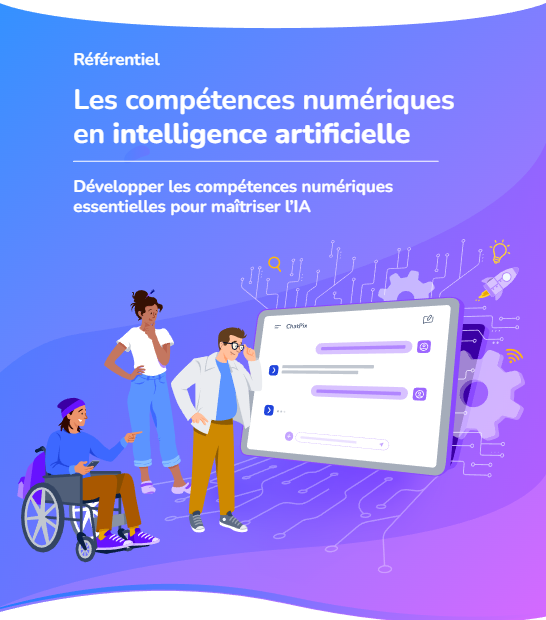 Référentiel
Les compétences numériques
en intelligence artificielle
Développer les compétences numériques
essentielles pour maîtriser l'IA
ChatPix